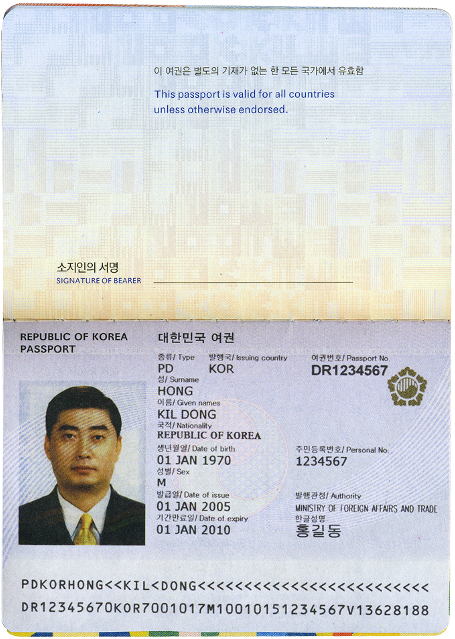 이 여권은 별도의 기재가 없는 한 모든 국가에서 유효함
This passport is valid for all countries
unless otherwise endorsed.
소지인의 서명
SIGNATURE OF BEARER
REPUBLIC OF KOREA
PASSPORT
대한민국 여권
종류/ Type 발행국/ Issuing country 여권번호/ Passport No.
PD KOR DR1234567
성/ Surname
HONG
이름/ Given names
KIL DONG
국적/ Nationality
REPUBLIC OF KOREA
생년월일/ Date of birth 주민등록번호/ Personal No.
01 JAN 1970 1234567
성별/ Sex
M
발급일/ Date of issue 발행관청/ Authority
01 JAN 2005 MINISTRY OF FOREIGN AFFAIRS AND TRADE
기간만료일/ Date of expiry 한글성명
01 JAN 2010 홍길동
PDKORHONG<<KIL<DONG<<<<<<<<<<<<<<<<<<<<<<<<<
DR12345670KOR7001017M10010151234567V13628188